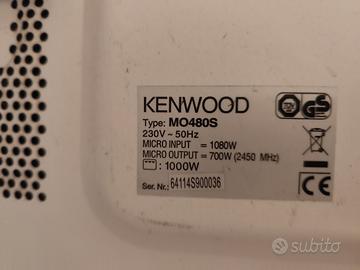 KENWOOD
Type: MO480S
230V ~ 50Hz
MICRO INPUT = 1080W
MICRO OUTPUT = 700W (2450 MHz)
: 1000W
Ser. Nr.: 64114S900036
GS
CE
subito